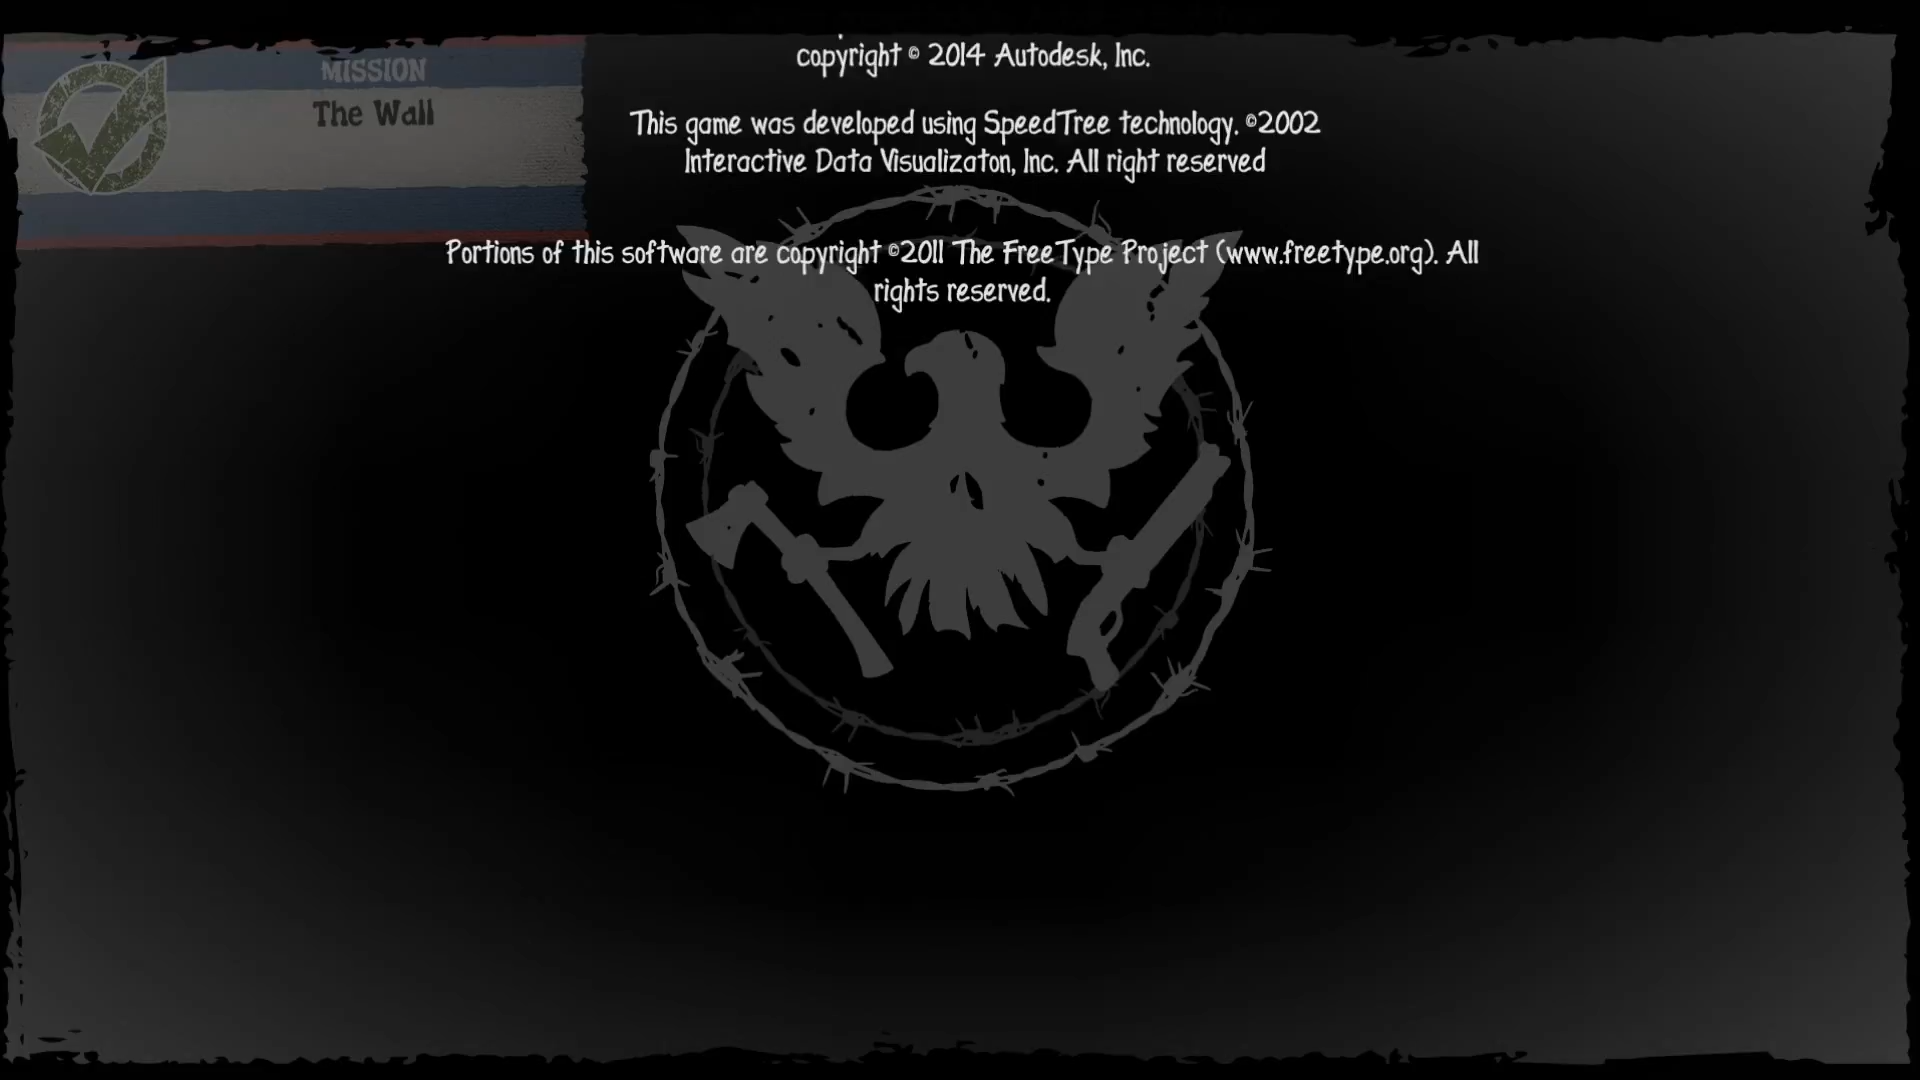 copyright © 2014 Autodesk, Inc.
MISSION
The Wall
This game was developed using SpeedTree technology. ©2002
Interactive Data Visualizaton, Inc. All right reserved
Portions of this software are copyright ©2011 The FreeType Project (www.freetype.org). All
rights reserved.